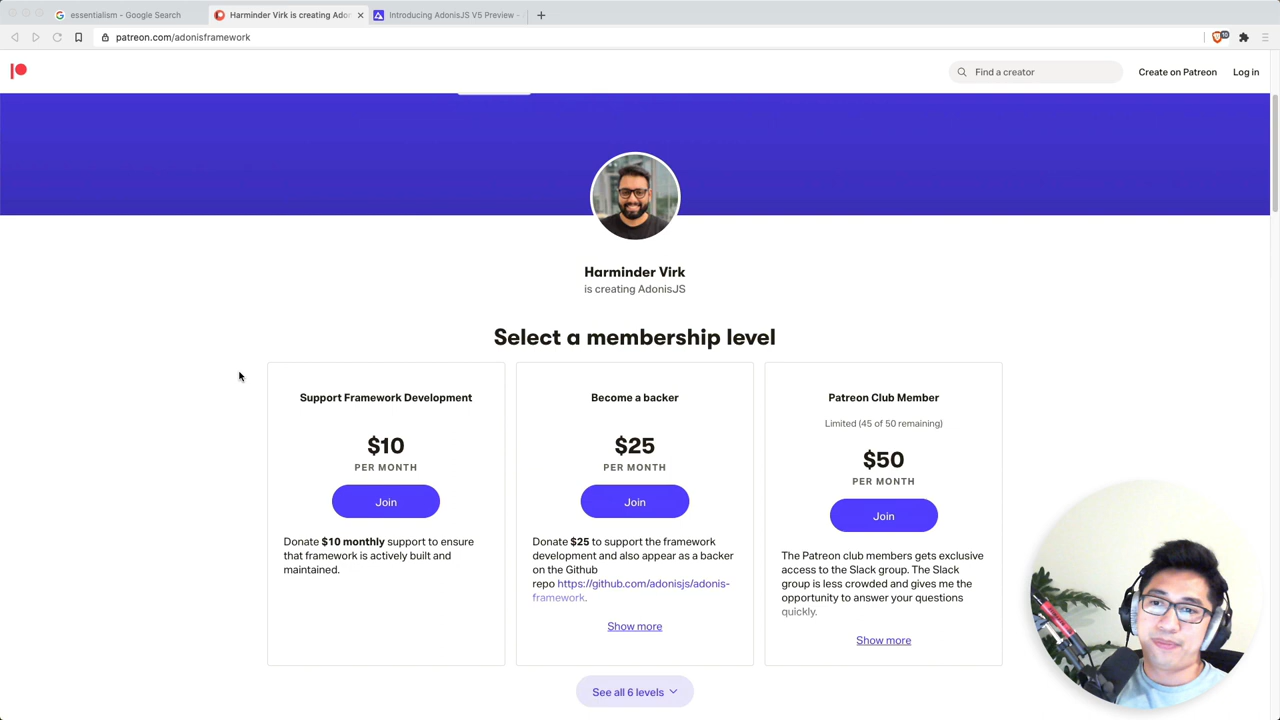 essentialism - Google Search
Harminder Virk is creating Adon
Introducing AdonisJS V5 Preview -
patreon.com/adonisframework
10
Find a creator
Create on Patreon
Log in
Harminder Virk
is creating AdonisJS
Select a membership level
Support Framework Development
$10
PER MONTH
Join
Donate $10 monthly support to ensure
that framework is actively built and
maintained.
Become a backer
$25
PER MONTH
Join
Donate $25 to support the framework
development and also appear as a backer
on the Github
repo https://github.com/adonisjs/adonis-
framework.
Show more
Patreon Club Member
Limited (45 of 50 remaining)
$50
PER MONTH
Join
The Patreon club members gets exclusive
access to the Slack group. The Slack
group is less crowded and gives me the
opportunity to answer your questions
quickly.
Show more
See all 6 levels